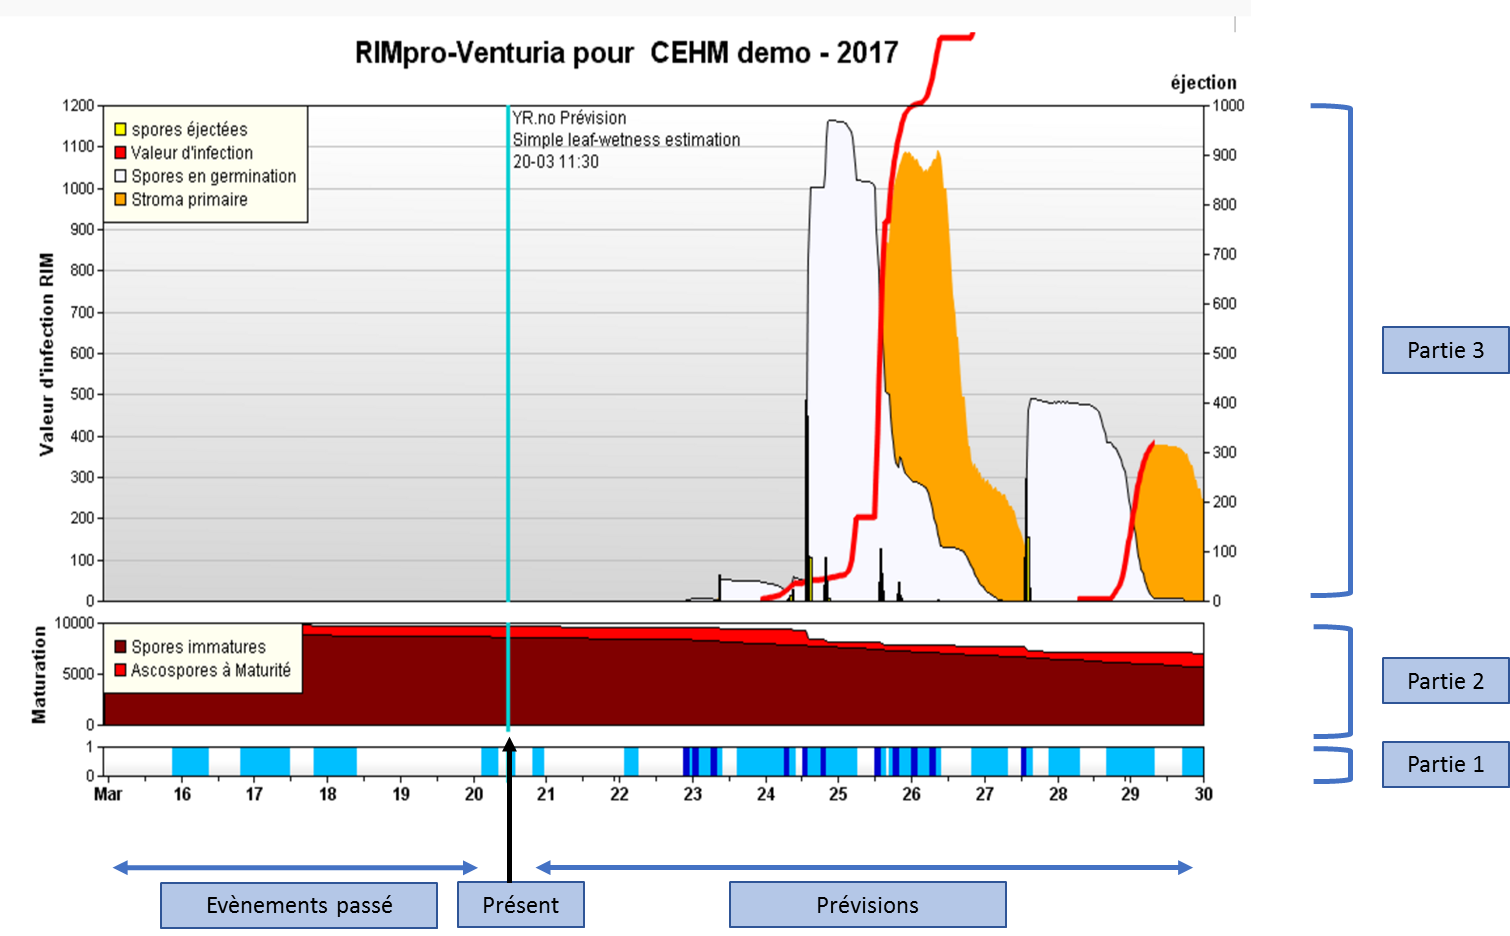 RIMpro-Venturia pour CEHM demo - 2017
éjection
1200
1100
1000
900
800
700
600
500
400
300
200
100
0
Valeur d'infection RIM
spores éjectées
Valeur d'infection
Spores en germination
Stroma primaire
YR.no Prévision
Simple leaf-wetness estimation
20-03 11:30
1000
900
800
700
600
500
400
300
200
100
0
Partie 3
10000
5000
0
Maturation
Spores immatures
Ascospores à Maturité
Partie 2
1
0
Partie 1
Mar 16 17 18 19 20 21 22 23 24 25 26 27 28 29 30
Evènements passé
Présent
Prévisions